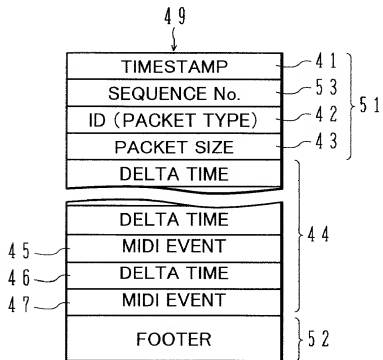 49
TIMESTAMP 41
SEQUENCE No. 53
ID (PACKET TYPE) 42 51
PACKET SIZE 43
DELTA TIME
DELTA TIME 44
45 MIDI EVENT
46 DELTA TIME
47 MIDI EVENT
FOOTER 52